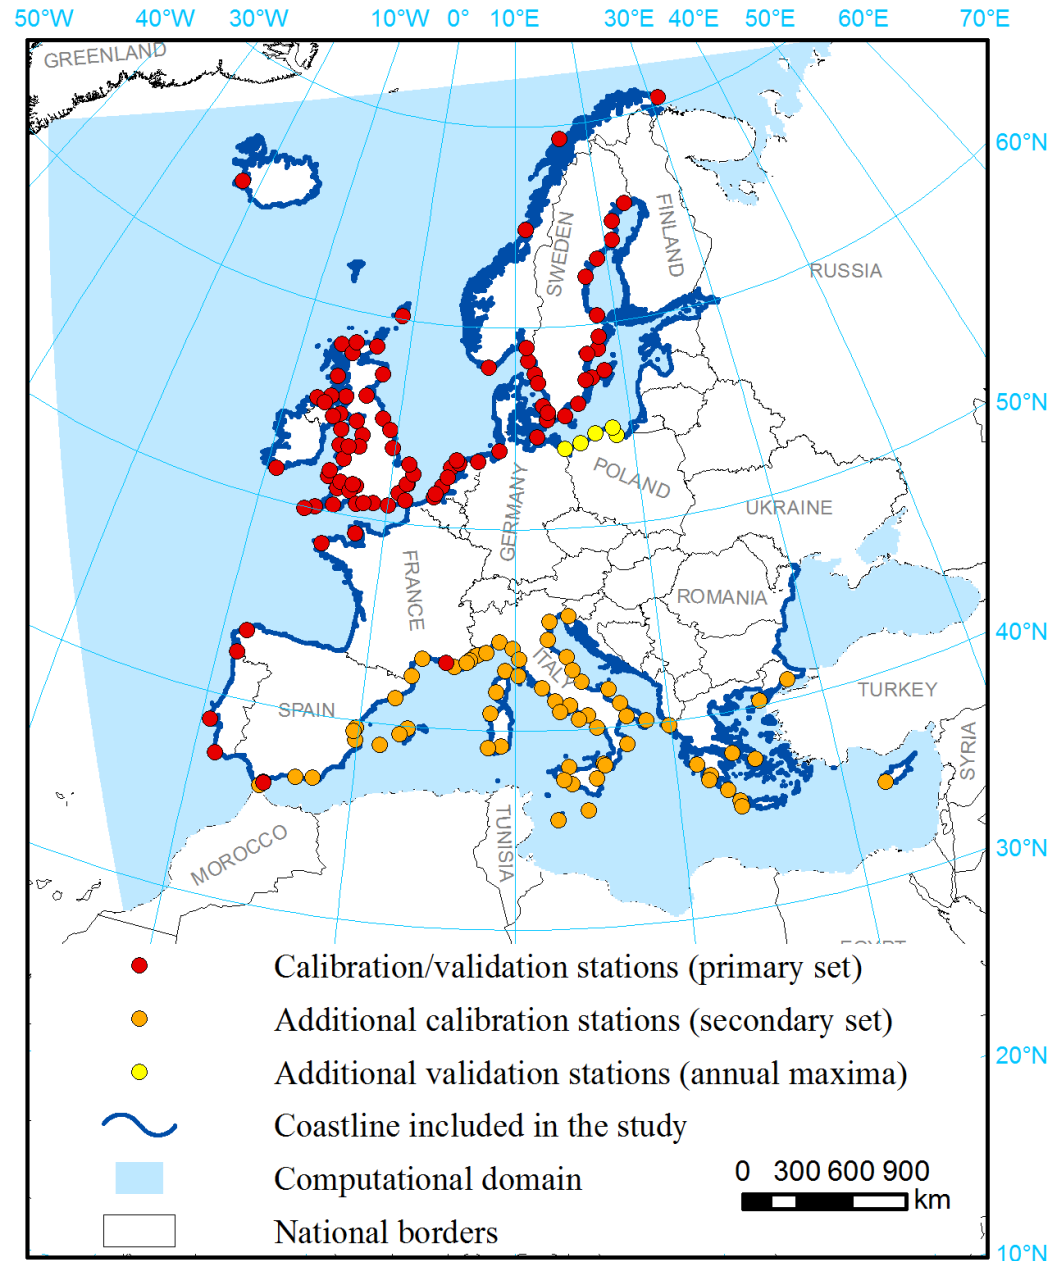 50°W 40°W 30°W 10°W 0° 10°E 30°E 40°E 50°E 60°E 70°E
GREENLAND
60°N
SWEDEN
FINLAND
RUSSIA
50°N
POLAND
GERMANY
UKRAINE
FRANCE
ROMANIA
40°N
ITALY
TURKEY
SPAIN
SYRIA
TUNISIA
MOROCCO
30°N
EGYPT
Calibration/validation stations (primary set)
Additional calibration stations (secondary set)
20°N
Additional validation stations (annual maxima)
Coastline included in the study
Computational domain
0 300 600 900
km
National borders
10°N